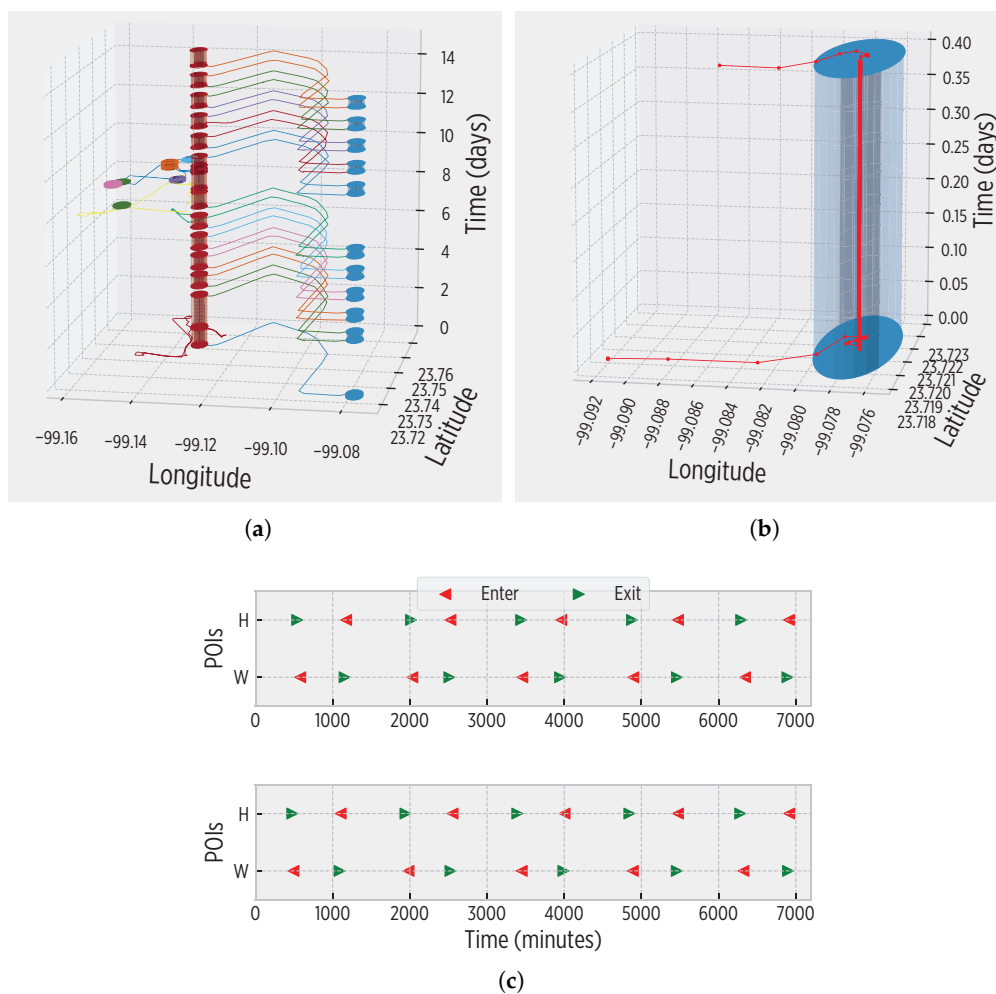 14
12
10
8
6
4
2
0
Time (days)
23.76
23.75
23.74
23.73
23.72
Latitude
−99.16
−99.14
−99.12
−99.10
−99.08
Longitude
(a)
0.40
0.35
0.30
0.25
0.20
0.15
0.10
0.05
0.00
Time (days)
23.723
23.722
23.721
23.720
23.719
23.718
Latitude
−99.092
−99.090
−99.088
−99.086
−99.084
−99.082
−99.080
−99.078
−99.076
Longitude
(b)
Enter Exit
H
W
POIs
0 1000 2000 3000 4000 5000 6000 7000
H
W
POIs
0 1000 2000 3000 4000 5000 6000 7000
Time (minutes)
(c)